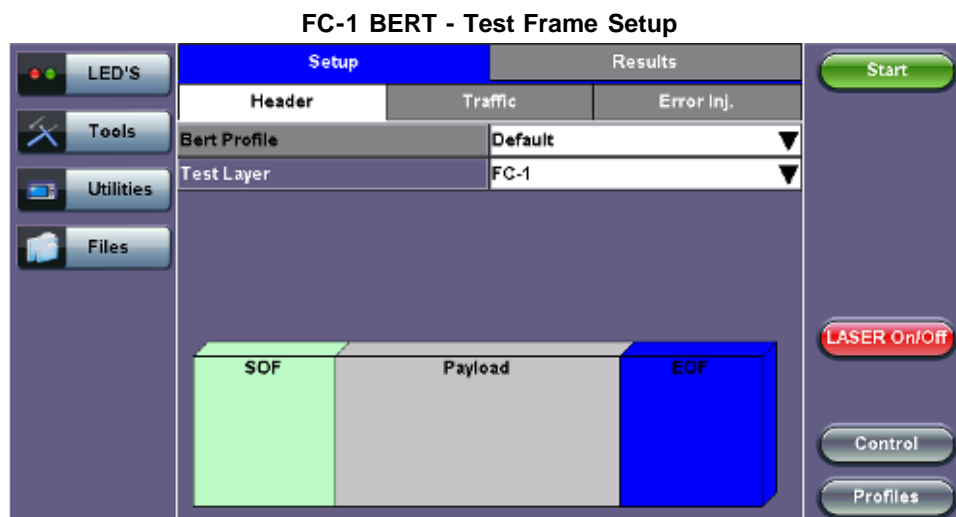 FC-1 BERT - Test Frame Setup
LED'S
Tools
Utilities
Files
Setup
Results
Header
Traffic
Error Inj.
Bert Profile
Default
Test Layer
FC-1
SOF
Payload
EOF
Start
LASER On/Off
Control
Profiles